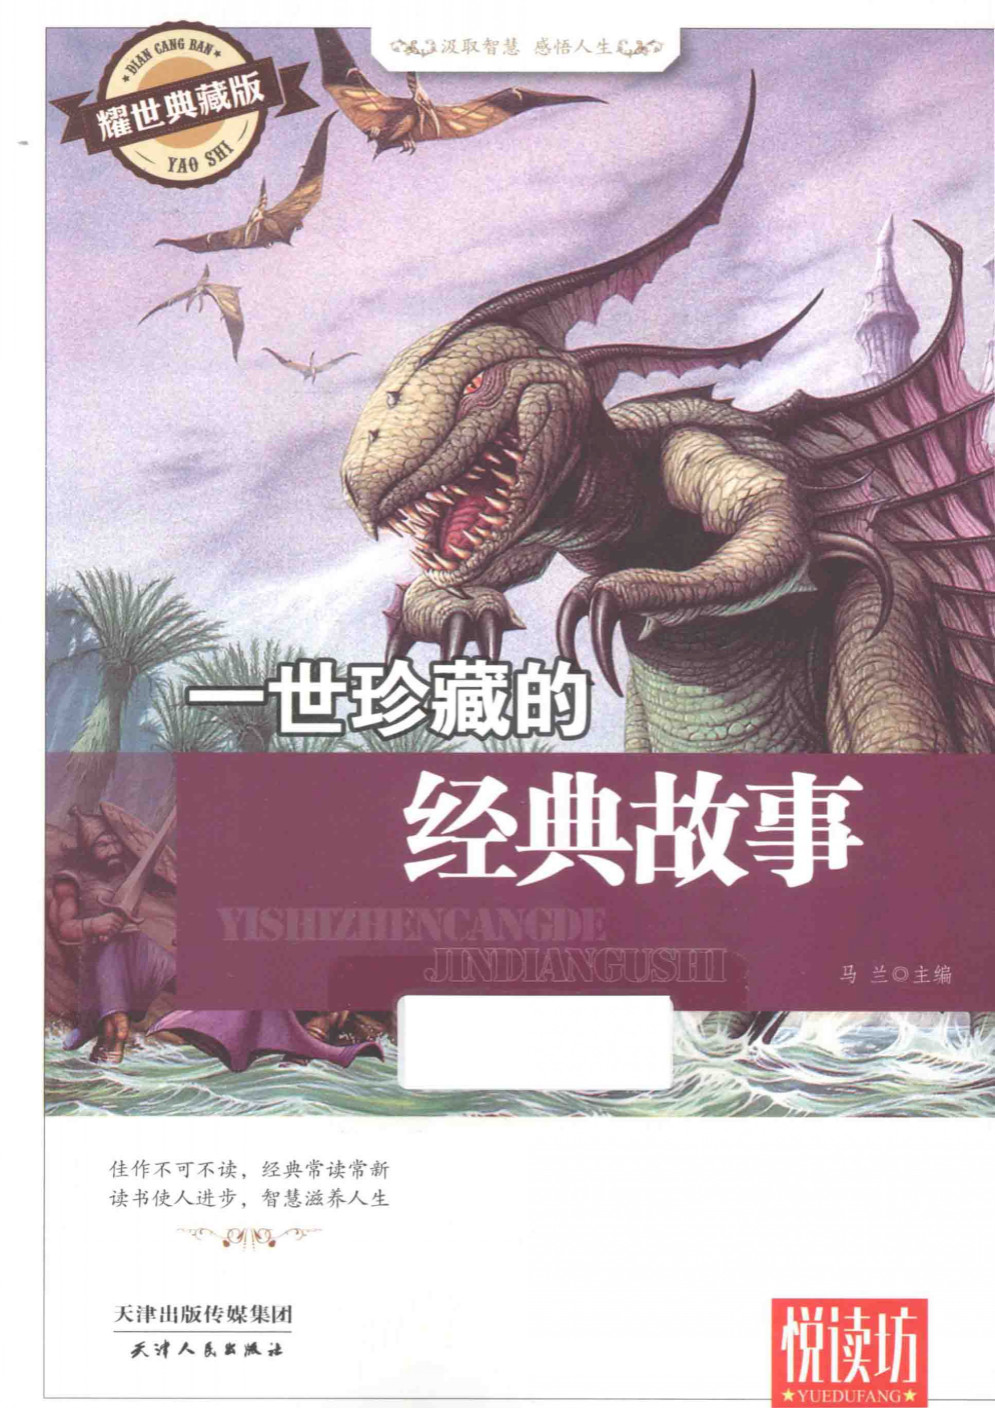 汲取智慧 感悟人生
DIAN CANG BAN
耀世典藏版
YAO SHI
一世珍藏的
经典故事
YISHIZHENCANGDE
JINDIANGUSHI
马 兰◎主编
佳作不可不读，经典常读常新
读书使人进步，智慧滋养人生
天津出版传媒集团
天津人民出版社
悦读坊
★YUEDUFANG★